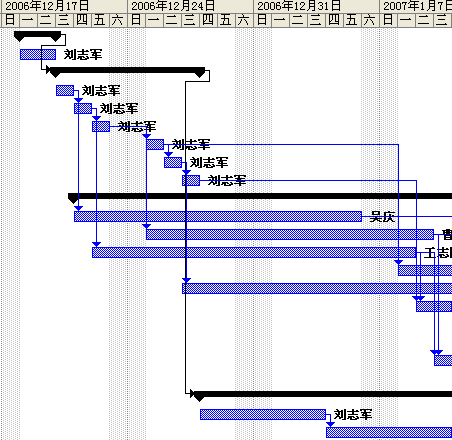 2006年12月17日 2006年12月24日 2006年12月31日 2007年1月7日
日 一 二 三 四 五 六 日 一 二 三 四 五 六 日 一 二 三 四 五 六 日 一 二 三
刘志军
刘志军
刘志军
刘志军
刘志军
刘志军
刘志军
吴庆
曹
王志
刘志军